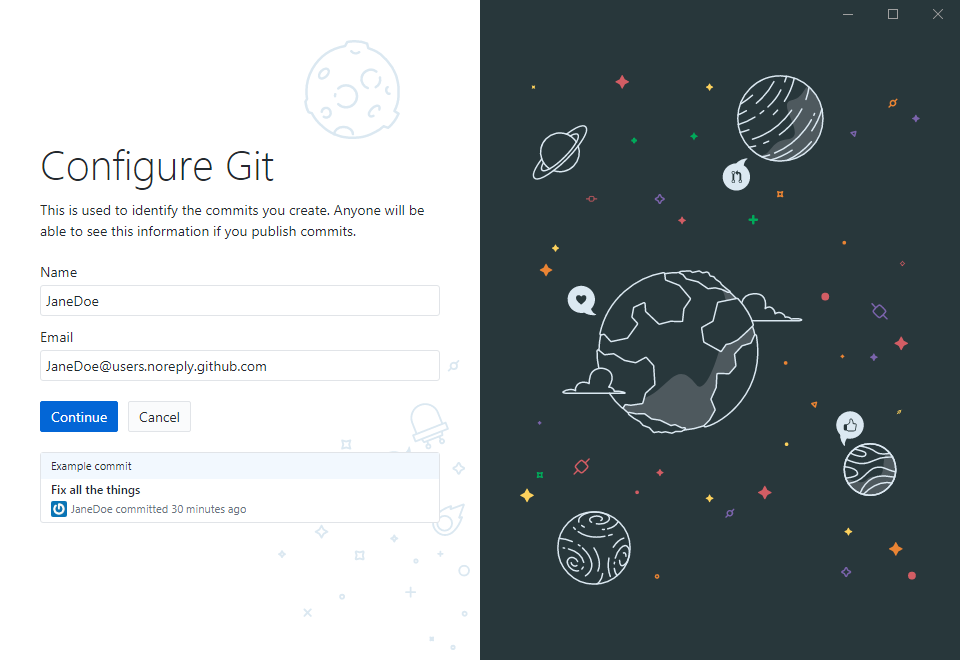 Configure Git
This is used to identify the commits you create. Anyone will be
able to see this information if you publish commits.
Name
JaneDoe
Email
JaneDoe@users.noreply.github.com
Continue
Cancel
Example commit
Fix all the things
JaneDoe committed 30 minutes ago